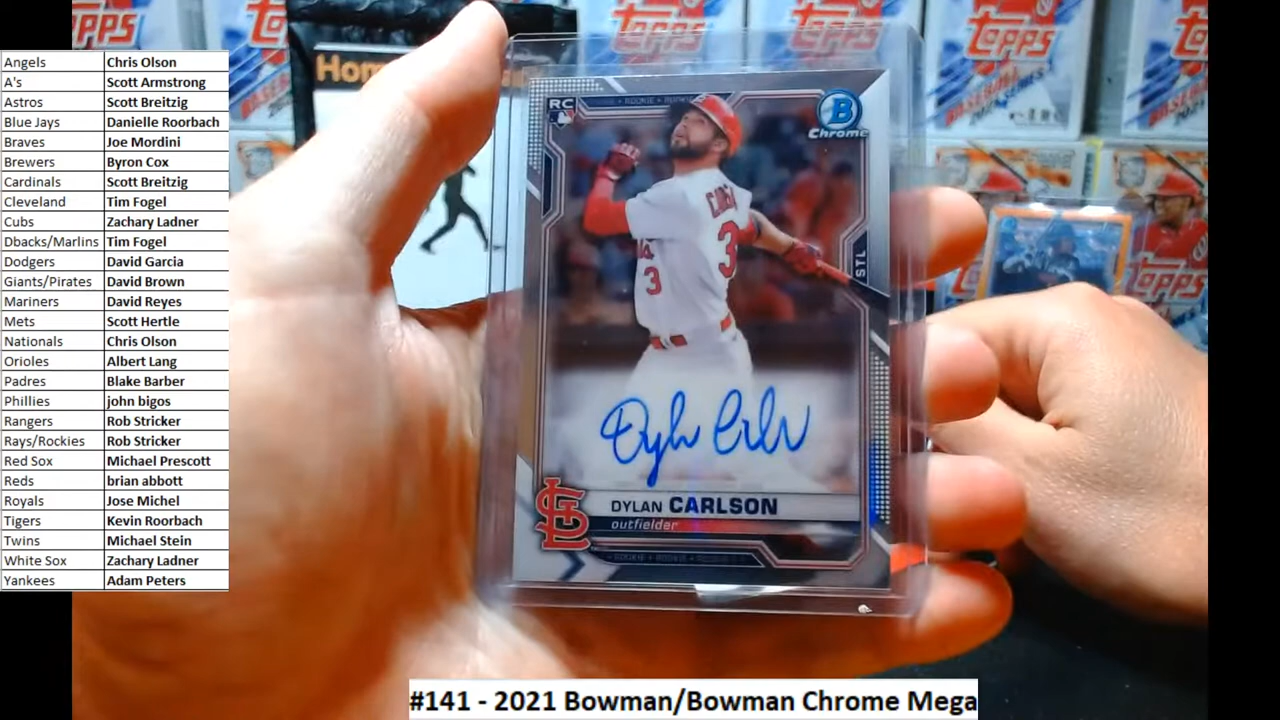 Angels Chris Olson
A's Scott Armstrong
Astros Scott Breitzig
Blue Jays Danielle Roorbach
Braves Joe Mordini
Brewers Byron Cox
Cardinals Scott Breitzig
Cleveland Tim Fogel
Cubs Zachary Ladner
Dbacks/Marlins Tim Fogel
Dodgers David Garcia
Giants/Pirates David Brown
Mariners David Reyes
Mets Scott Hertle
Nationals Chris Olson
Orioles Albert Lang
Padres Blake Barber
Phillies john bigos
Rangers Rob Stricker
Rays/Rockies Rob Stricker
Red Sox Michael Prescott
Reds brian abbott
Royals Jose Michel
Tigers Kevin Roorbach
Twins Michael Stein
White Sox Zachary Ladner
Yankees Adam Peters
TOPPS
TOPPS
TOPPS
TOPPS
Hom
RC
ROOKIE
B
Chrome
3
3
STL
STL
DYLAN CARLSON
outfielder
TOPPS
#141 - 2021 Bowman/Bowman Chrome Mega